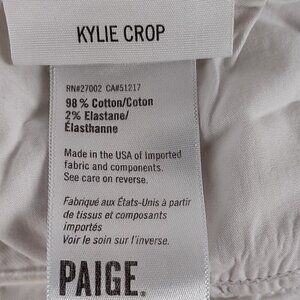 KYLIE CROP
RN#27002 CA#51217
98% Cotton/Coton
2% Elastane/
Élasthanne
Made in the USA of Imported
fabric and components.
See care on reverse.
Fabriqué aux États-Unis à partir
de tissus et composants
importés
Voir le soin sur l'inverse.
PAIGE.